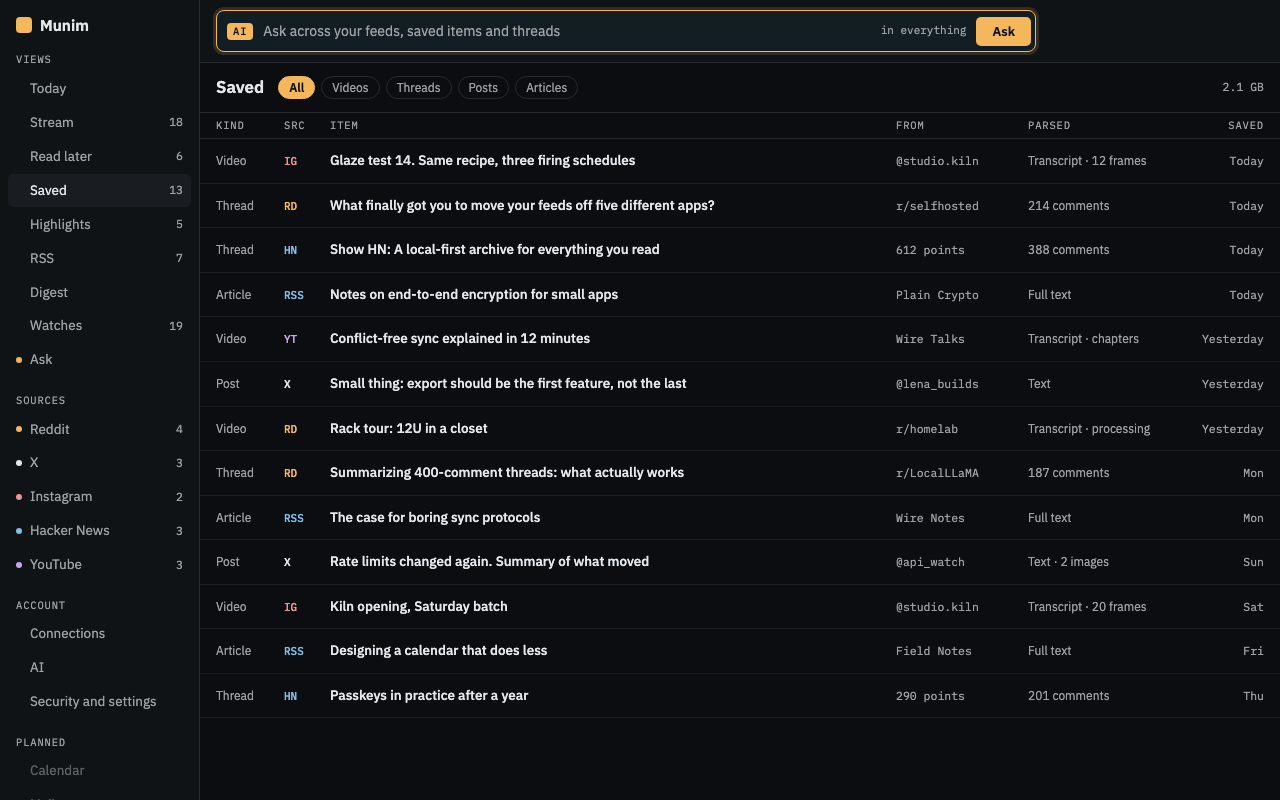 Munim
VIEWS
Today
Stream 18
Read later 6
Saved 13
Highlights 5
RSS 7
Digest
Watches 19
Ask
SOURCES
Reddit 4
X 3
Instagram 2
Hacker News 3
YouTube 3
ACCOUNT
Connections
AI
Security and settings
PLANNED
Calendar
AI Ask across your feeds, saved items and threads in everything Ask
Saved All Videos Threads Posts Articles 2.1 GB
KIND SRC ITEM FROM PARSED SAVED
Video IG Glaze test 14. Same recipe, three firing schedules @studio.kiln Transcript · 12 frames Today
Thread RD What finally got you to move your feeds off five different apps? r/selfhosted 214 comments Today
Thread HN Show HN: A local-first archive for everything you read 612 points 388 comments Today
Article RSS Notes on end-to-end encryption for small apps Plain Crypto Full text Today
Video YT Conflict-free sync explained in 12 minutes Wire Talks Transcript · chapters Yesterday
Post X Small thing: export should be the first feature, not the last @lena_builds Text Yesterday
Video RD Rack tour: 12U in a closet r/homelab Transcript · processing Yesterday
Thread RD Summarizing 400-comment threads: what actually works r/LocalLLaMA 187 comments Mon
Article RSS The case for boring sync protocols Wire Notes Full text Mon
Post X Rate limits changed again. Summary of what moved @api_watch Text · 2 images Sun
Video IG Kiln opening, Saturday batch @studio.kiln Transcript · 20 frames Sat
Article RSS Designing a calendar that does less Field Notes Full text Fri
Thread HN Passkeys in practice after a year 290 points 201 comments Thu